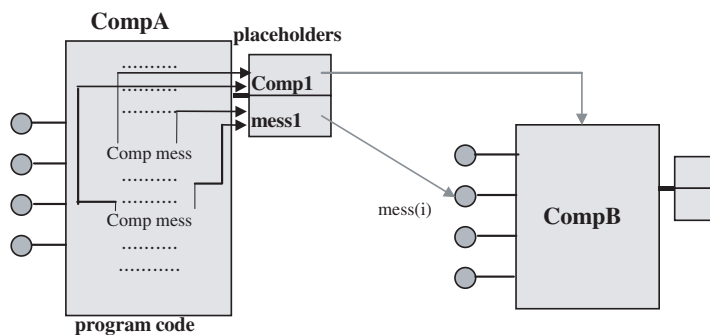 CompA
placeholders
Comp1
mess1
..........
..........
..........
Comp mess
..........
..........
Comp mess
..........
............
program code
mess(i)
CompB